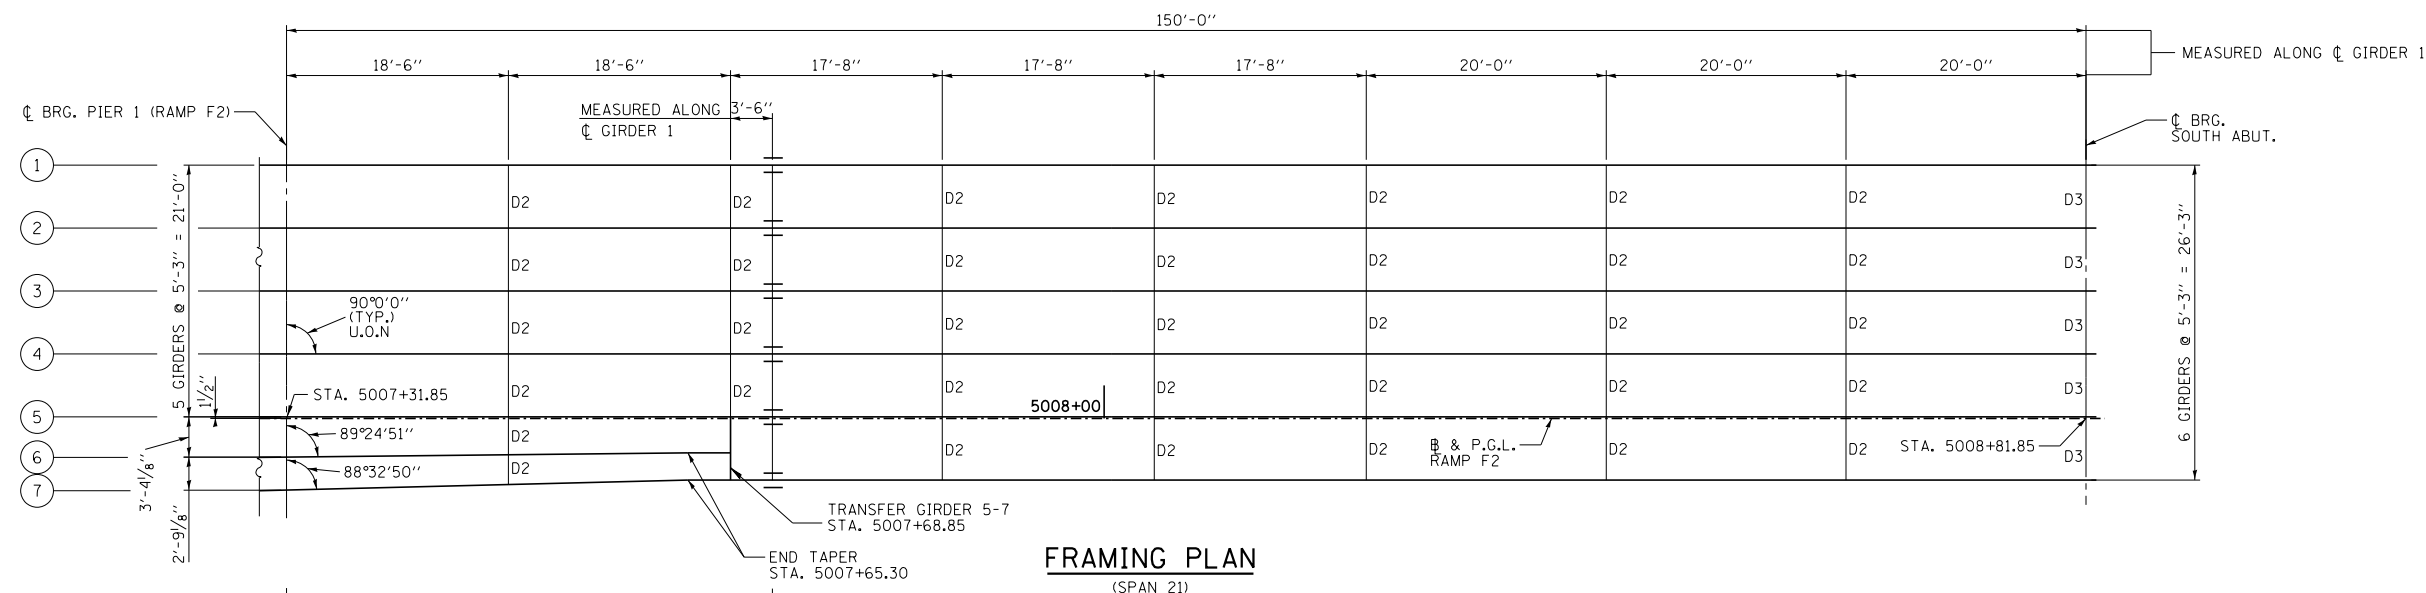 150'-0"
MEASURED ALONG ℄ GIRDER 1
18'-6" 18'-6" 17'-8" 17'-8" 17'-8" 20'-0" 20'-0" 20'-0"
℄ BRG. PIER 1 (RAMP F2)
MEASURED ALONG
℄ GIRDER 1
3'-6"
℄ BRG.
SOUTH ABUT.
1
2
3
4
5
6
7
5 GIRDERS @ 5'-3" = 21'-0"
1½"
3'-4⅛"
2'-9⅛"
D2 D2 D2 D2 D2 D2 D2 D3
D2 D2 D2 D2 D2 D2 D2 D3
90°0'0"
(TYP.)
U.O.N
D2 D2 D2 D2 D2 D2 D2 D3
D2 D2 D2 D2 D2 D2 D2 D3
STA. 5007+31.85
5008+00
89°24'51"
D2 D2 D2 D2 D2 D2 D3
88°32'50"
D2
℄ & P.G.L.
RAMP F2
STA. 5008+81.85
6 GIRDERS @ 5'-3" = 26'-3"
TRANSFER GIRDER 5-7
STA. 5007+68.85
END TAPER
STA. 5007+65.30
FRAMING PLAN
(SPAN 21)